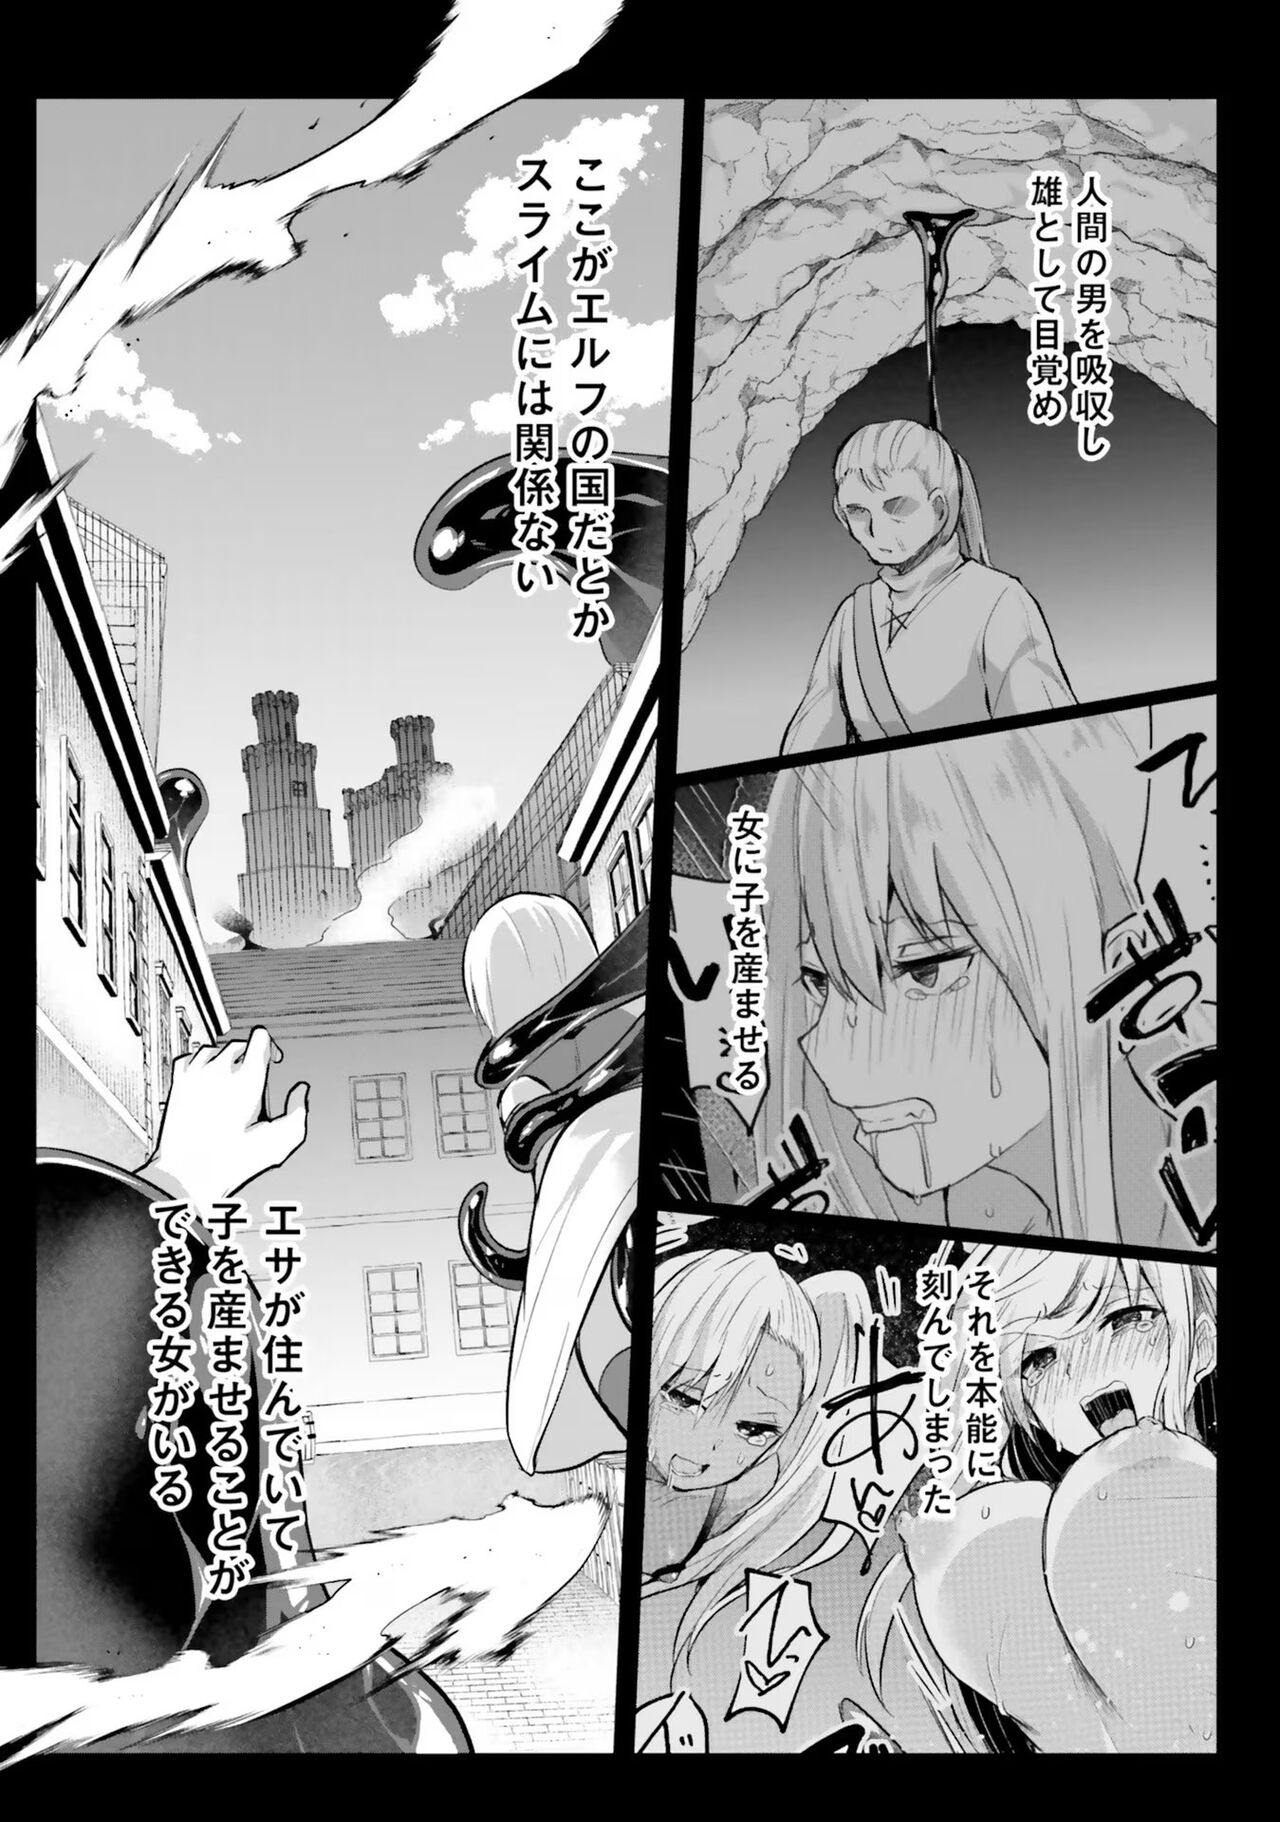 人間の男を吸収し
雄として目覚め
女に子を産ませる
それを本能に
刻んでしまった
ここがエルフの国だとか
スライムには関係ない
エサが住んでいて
子を産ませることが
できる女がいる